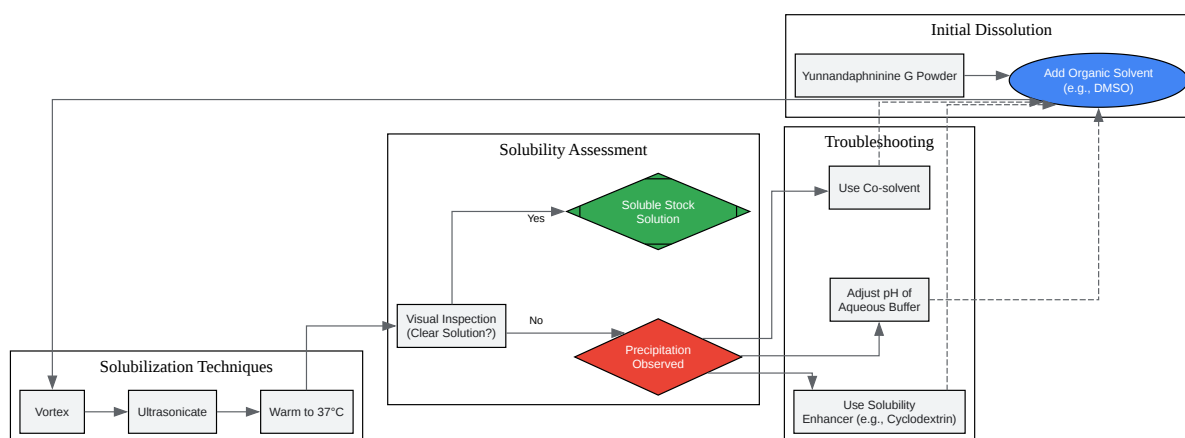 Initial Dissolution
Yunnandaphninine G Powder
Add Organic Solvent
(e.g., DMSO)
Solubility Assessment
Troubleshooting
Soluble Stock
Solution
Yes
Use Co-solvent
Visual Inspection
(Clear Solution?)
No
Adjust pH of
Aqueous Buffer
Precipitation
Observed
Solubilization Techniques
Vortex
Ultrasonicate
Warm to 37°C
Use Solubility
Enhancer (e.g., Cyclodextrin)